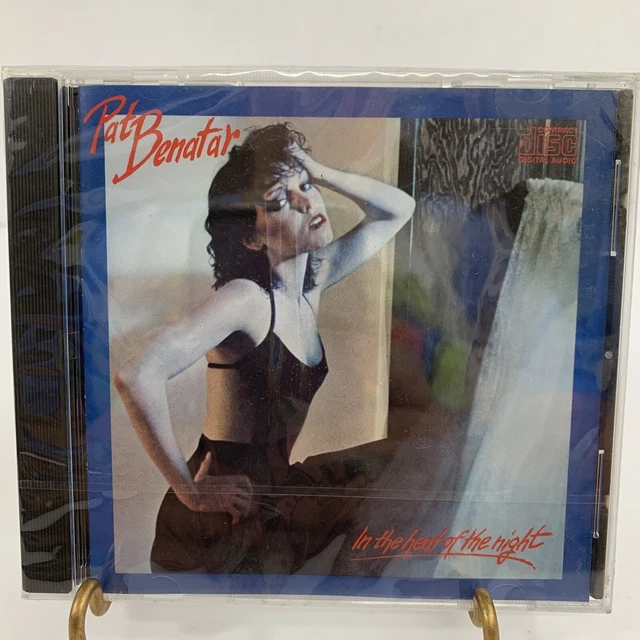 Pat
Benatar
COMPACT
disc
DIGITAL AUDIO
In the heat of the night